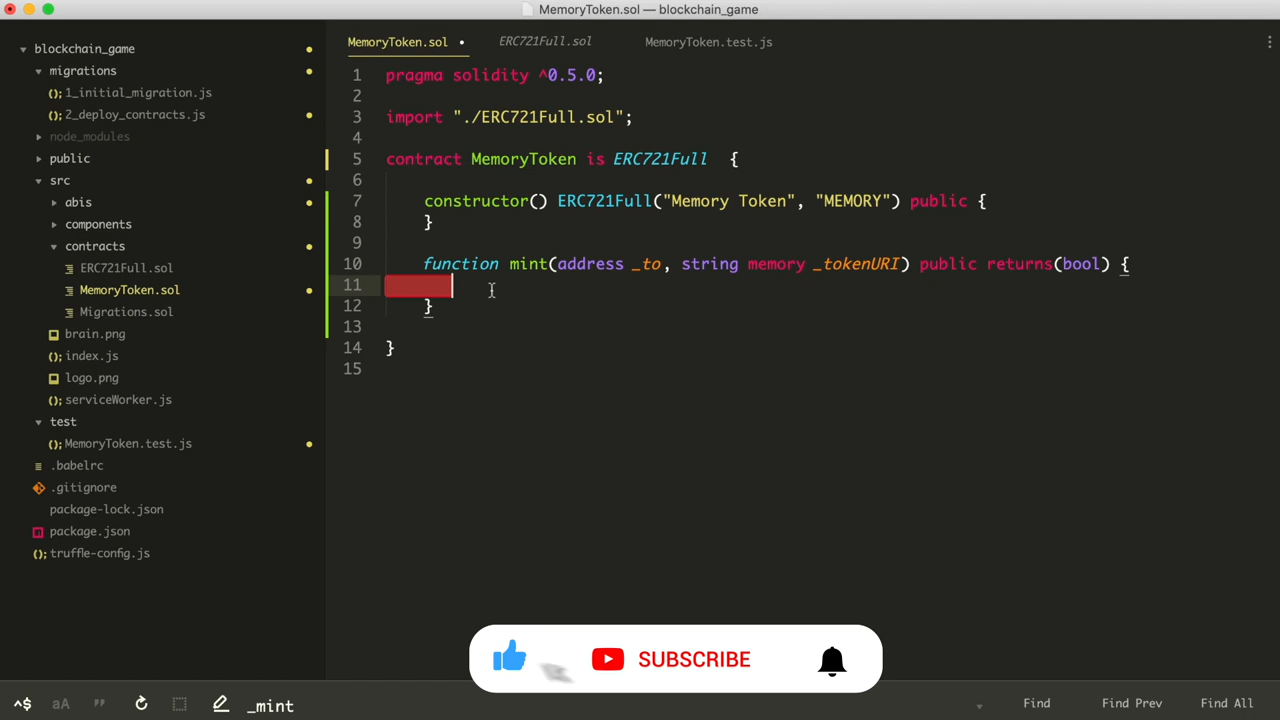 MemoryToken.sol — blockchain_game
blockchain_game
migrations
1_initial_migration.js
2_deploy_contracts.js
node_modules
public
src
abis
components
contracts
ERC721Full.sol
MemoryToken.sol
Migrations.sol
brain.png
index.js
logo.png
serviceWorker.js
test
MemoryToken.test.js
.babelrc
.gitignore
package-lock.json
package.json
truffle-config.js
MemoryToken.sol ERC721Full.sol MemoryToken.test.js
1 pragma solidity ^0.5.0;
2
3 import "./ERC721Full.sol";
4
5 contract MemoryToken is ERC721Full {
6
7 constructor() ERC721Full("Memory Token", "MEMORY") public {
8 }
9
10 function mint(address _to, string memory _tokenURI) public returns(bool) {
11
12 }
13
14 }
15
SUBSCRIBE
_mint
Find Find Prev Find All